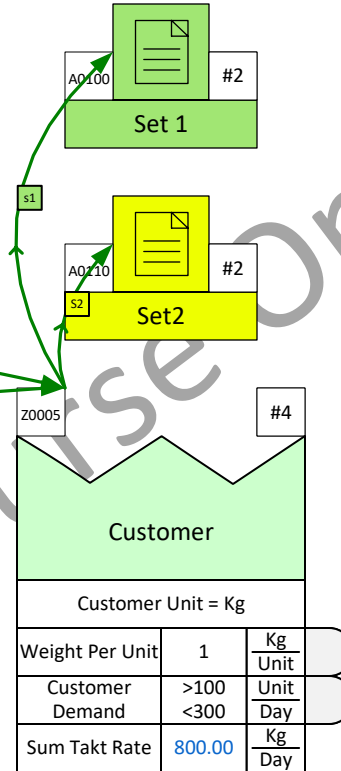 A0100
#2
Set 1
s1
A0110
#2
S2
Set2
Z0005
#4
Customer
Customer Unit = Kg
Weight Per Unit 1 Kg
Unit
Customer Demand >100 <300 Unit
Day
Sum Takt Rate 800.00 Kg
Day